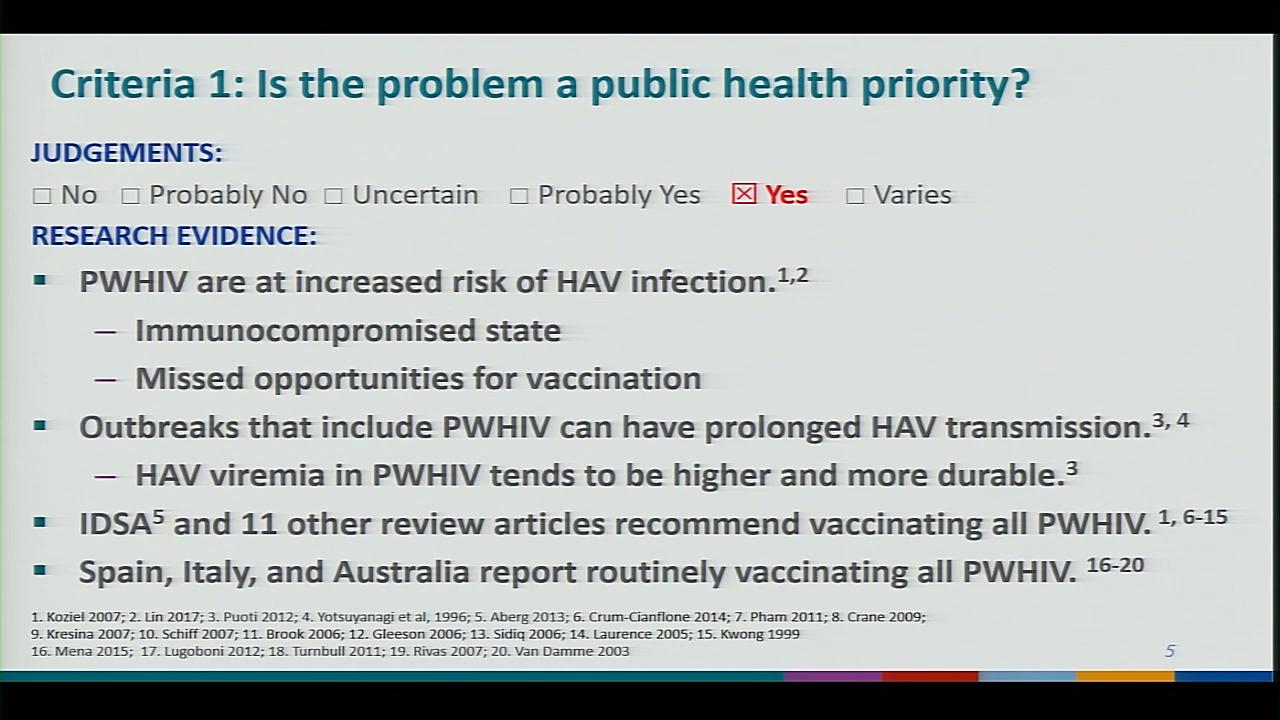 Criteria 1: Is the problem a public health priority?
JUDGEMENTS:
☐ No ☐ Probably No ☐ Uncertain ☐ Probably Yes ☒ Yes ☐ Varies
RESEARCH EVIDENCE:
▪ PWHIV are at increased risk of HAV infection.1,2
– Immunocompromised state
– Missed opportunities for vaccination
▪ Outbreaks that include PWHIV can have prolonged HAV transmission.3, 4
– HAV viremia in PWHIV tends to be higher and more durable.3
▪ IDSA5 and 11 other review articles recommend vaccinating all PWHIV. 1, 6-15
▪ Spain, Italy, and Australia report routinely vaccinating all PWHIV. 16-20
1. Koziel 2007; 2. Lin 2017; 3. Puoti 2012; 4. Yotsuyanagi et al, 1996; 5. Aberg 2013; 6. Crum-Cianflone 2014; 7. Pham 2011; 8. Crane 2009;
9. Kresina 2007; 10. Schiff 2007; 11. Brook 2006; 12. Gleeson 2006; 13. Sidiq 2006; 14. Laurence 2005; 15. Kwong 1999
16. Mena 2015; 17. Lugoboni 2012; 18. Turnbull 2011; 19. Rivas 2007; 20. Van Damme 2003
5